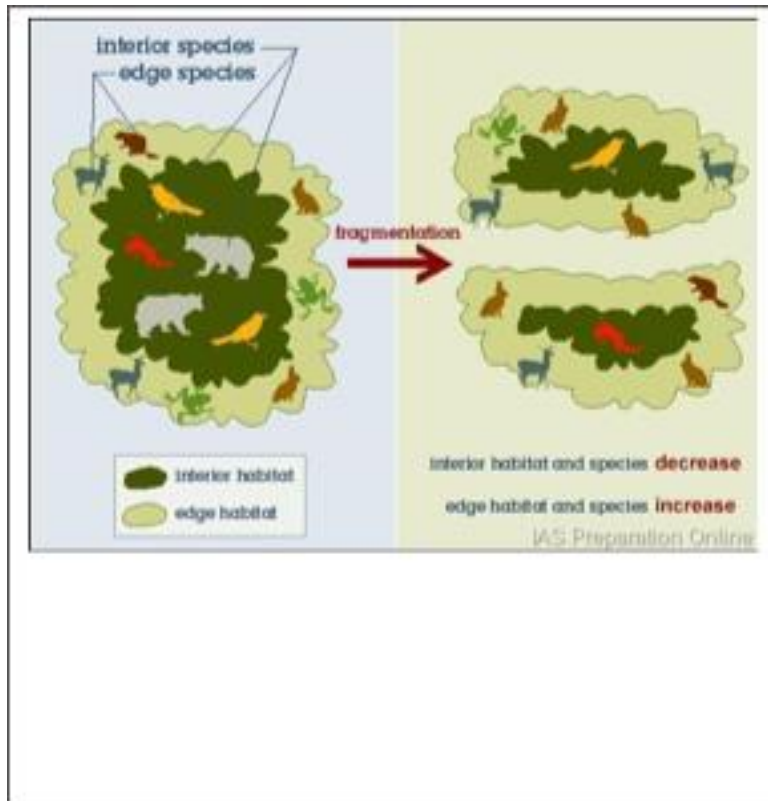 interior species
edge species
fragmentation
interior habitat
edge habitat
interior habitat and species decrease
edge habitat and species increase
IAS Preparation Online